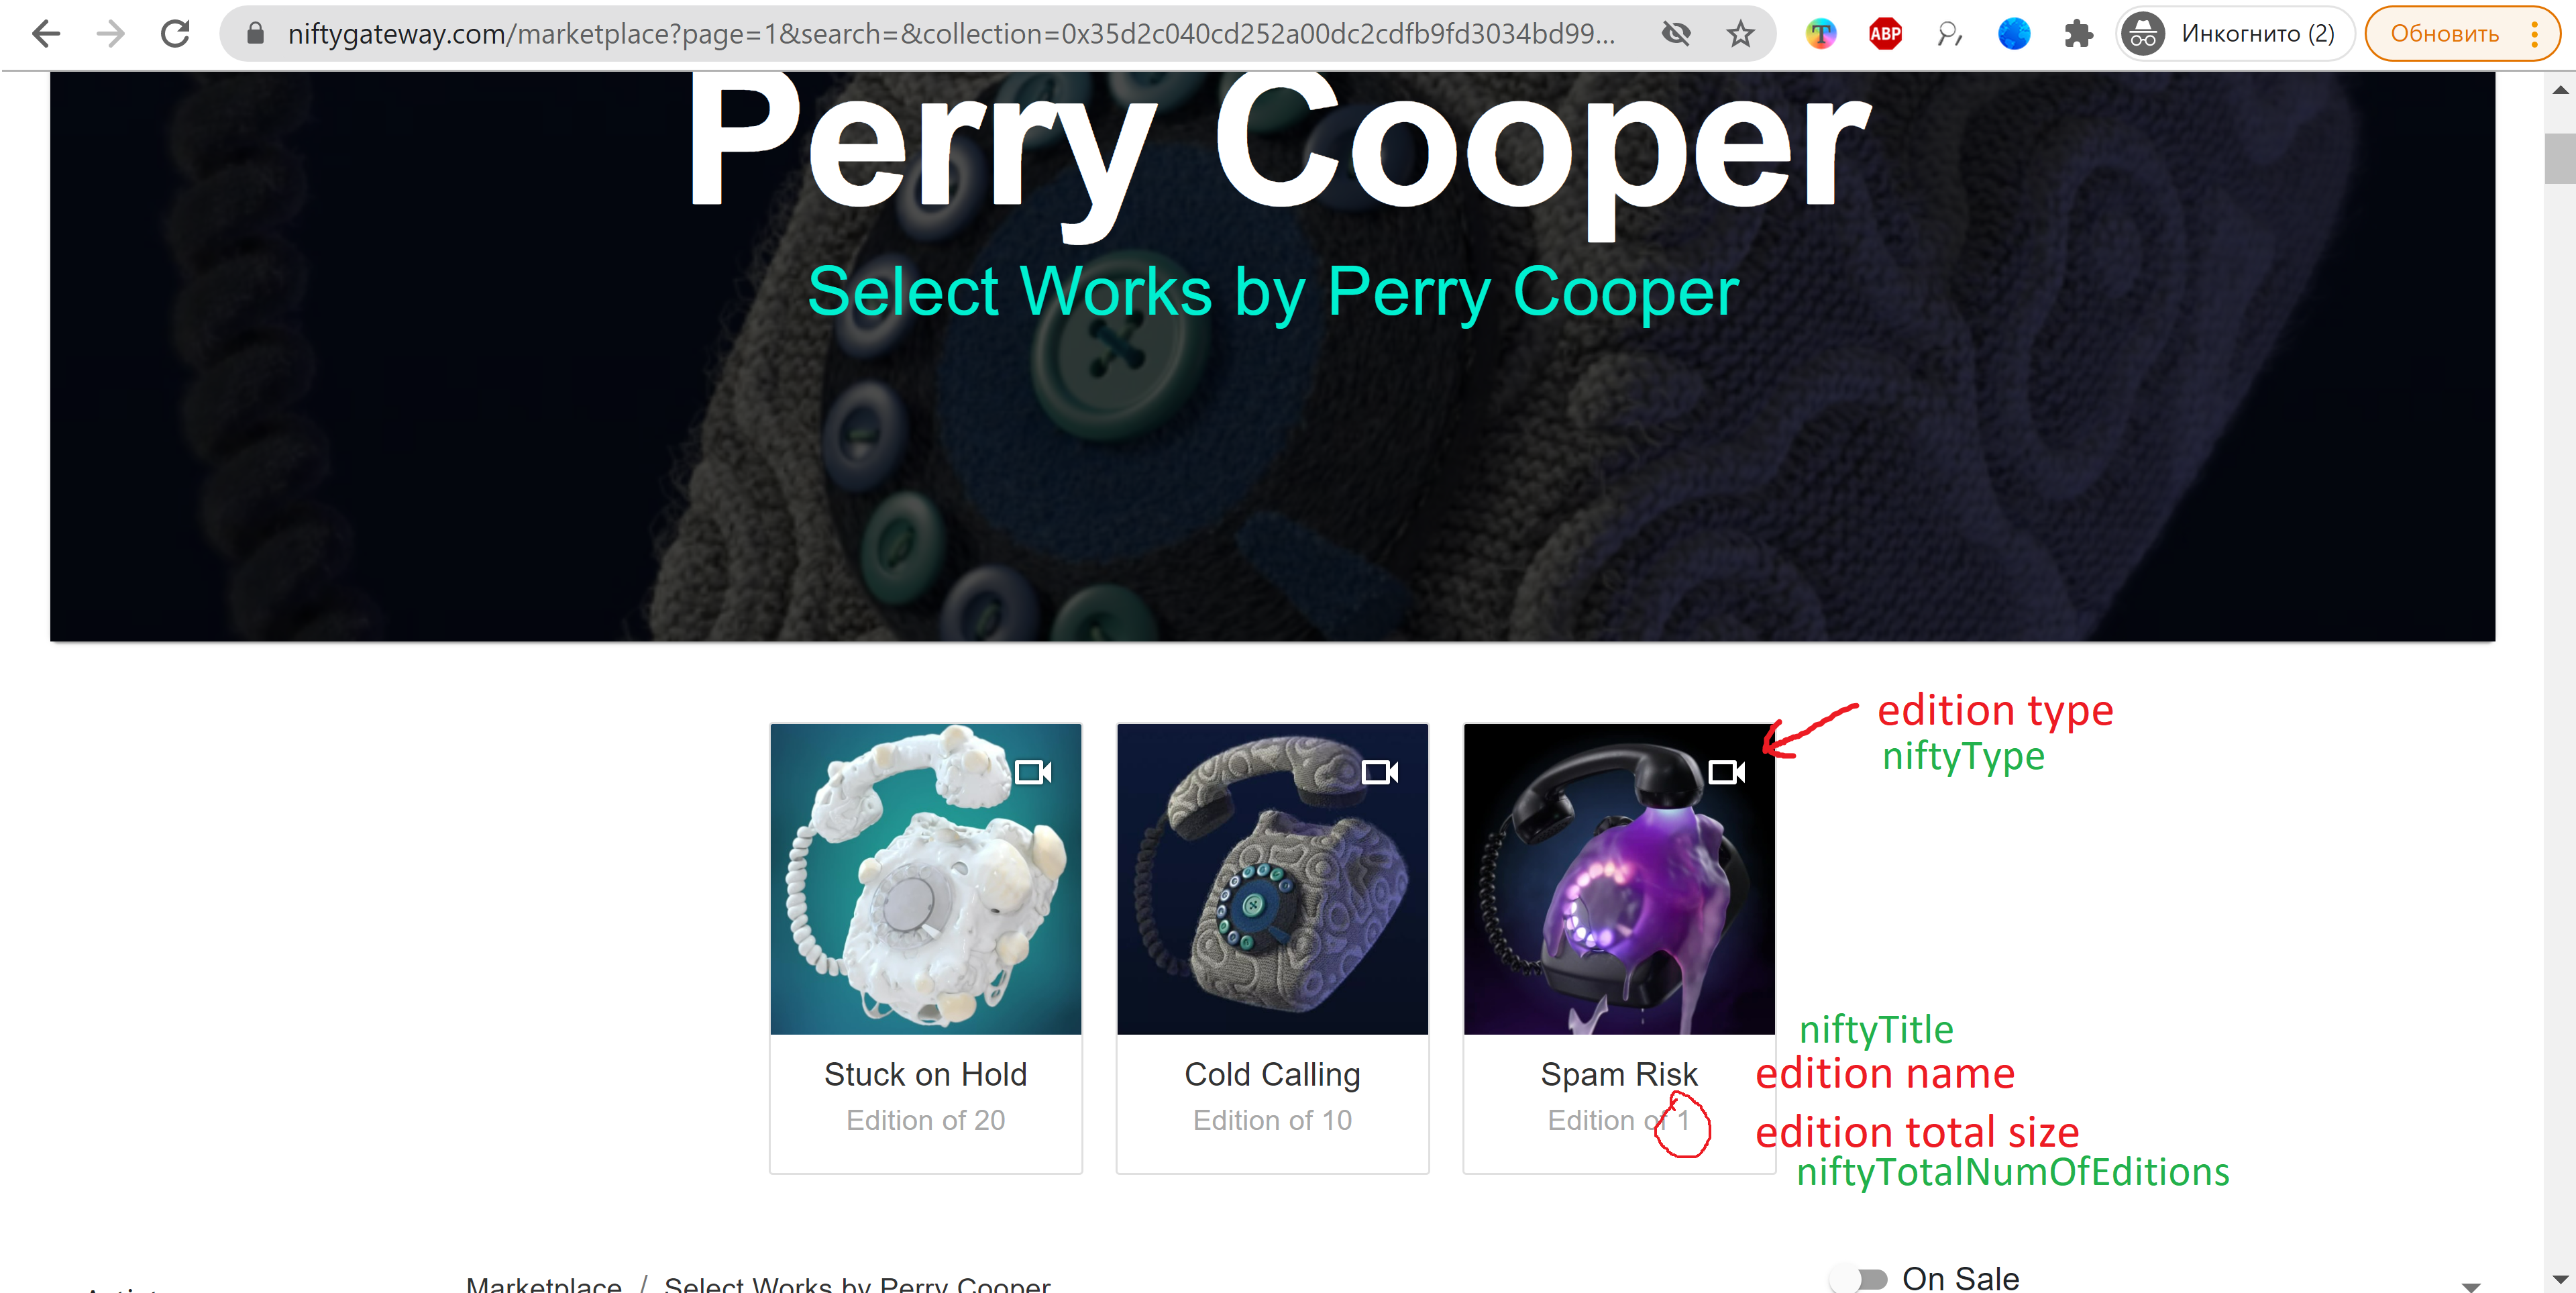 niftygateway.com/marketplace?page=1&search=&collection=0x35d2c040cd252a00dc2cdfb9fd3034bd99...
T
ABP
Инкогнито (2)
Обновить
Perry Cooper
Select Works by Perry Cooper
edition type
niftyType
Stuck on Hold
Edition of 20
Cold Calling
Edition of 10
Spam Risk
Edition of 1
niftyTitle
edition name
edition total size
niftyTotalNumOfEditions
Marketplace / Select Works by Perry Cooper
On Sale